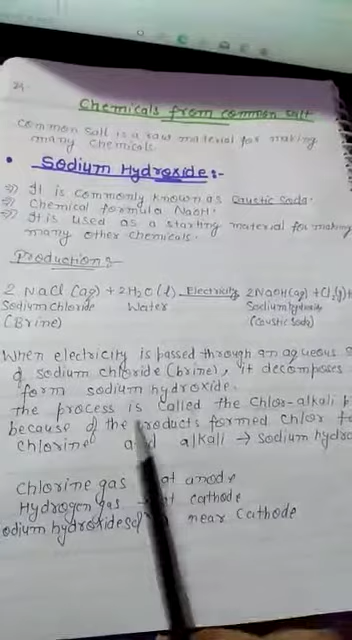 24
Chemicals from common salt
Common salt is a raw material for making
many chemicals.
• Sodium Hydroxide:-
=>) It is commonly known as Caustic Soda.
=>) Chemical formula NaOH.
=>) It is used as a starting material for making
many other chemicals.
Production:-
2 NaCl (aq) + 2H2O (l) Electricity 2NaOH(aq) + Cl2(g) +
Sodium chloride Water Sodium hydroxide
(Brine) (Caustic Soda)
When electricity is passed through an aqueous s
of sodium chloride (brine), it decomposes
form sodium hydroxide.
The process is called the Chlor-alkali p
because of the products formed chlor fo
chlorine and alkali → sodium hydro
Chlorine gas at anode
Hydrogen gas at cathode
odium hydroxide sol near Cathode